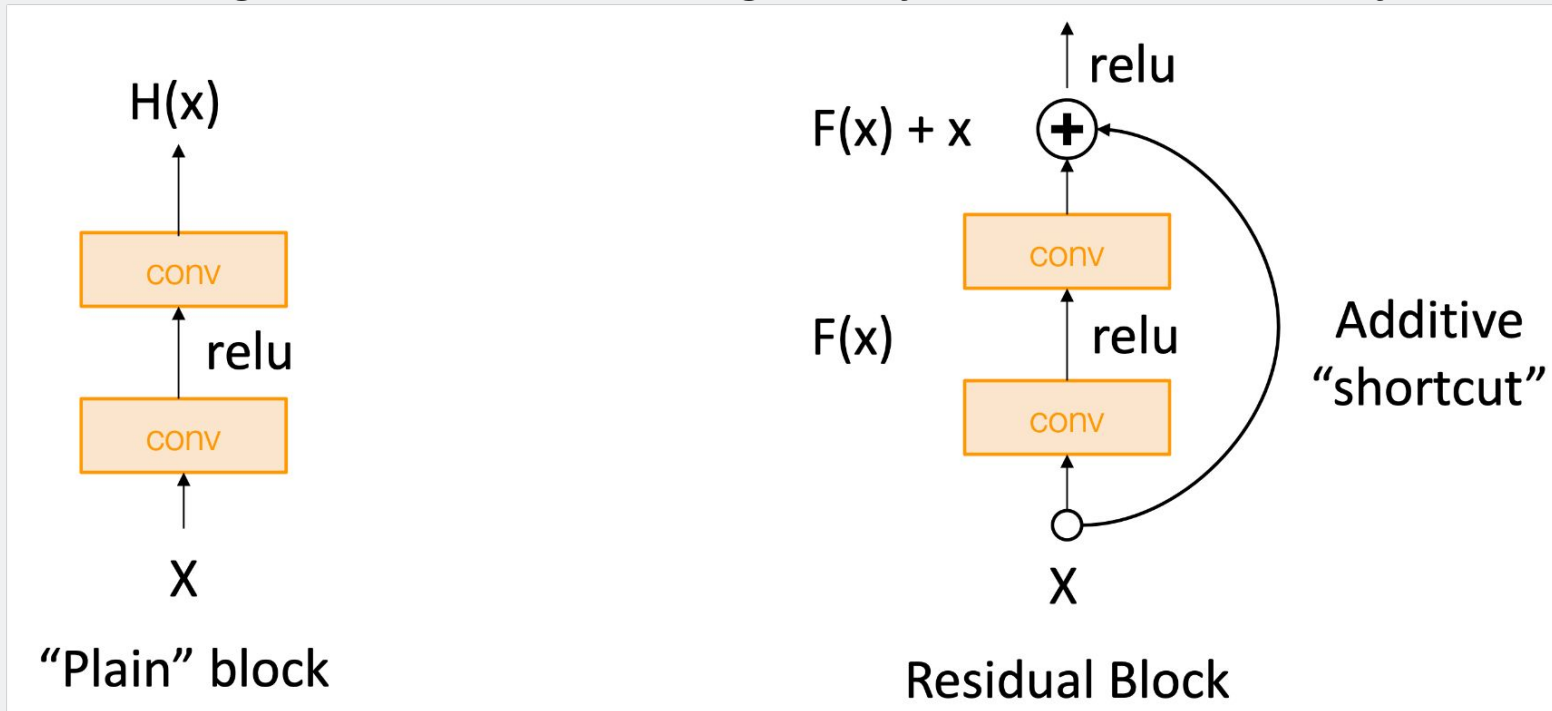 H(x)
conv
relu
conv
X
"Plain" block
relu
F(x) + x
conv
F(x)
relu
conv
X
Additive
"shortcut"
Residual Block